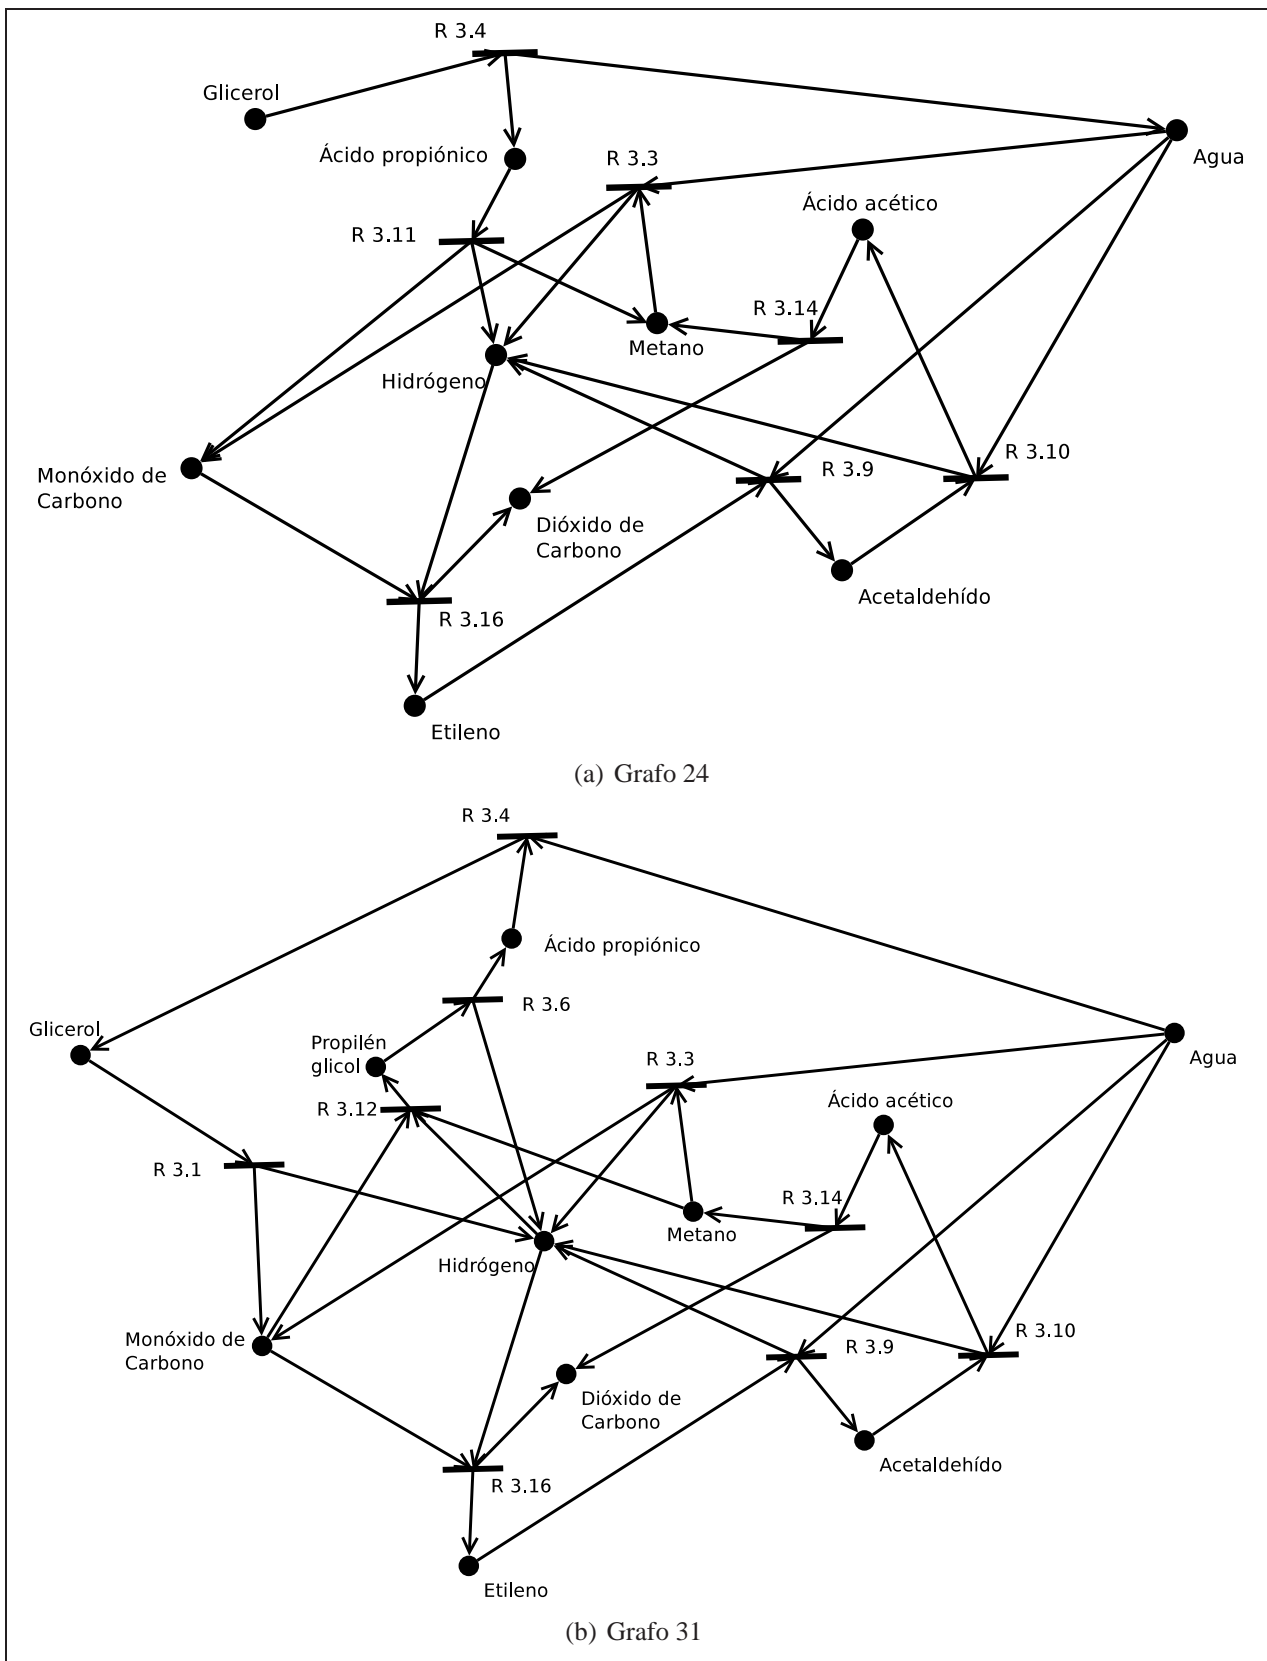 R 3.4
Glicerol
Ácido propiónico
R 3.3
Agua
Ácido acético
R 3.11
R 3.14
Metano
Hidrógeno
R 3.10
R 3.9
Monóxido de
Carbono
Dióxido de
Carbono
Acetaldehído
R 3.16
Etileno
(a) Grafo 24
R 3.4
Ácido propiónico
R 3.6
Glicerol
Propilén
glicol
R 3.3
Agua
R 3.12
Ácido acético
R 3.1
R 3.14
Metano
Hidrógeno
R 3.10
Monóxido de
Carbono
R 3.9
Dióxido de
Carbono
Acetaldehído
R 3.16
Etileno
(b) Grafo 31